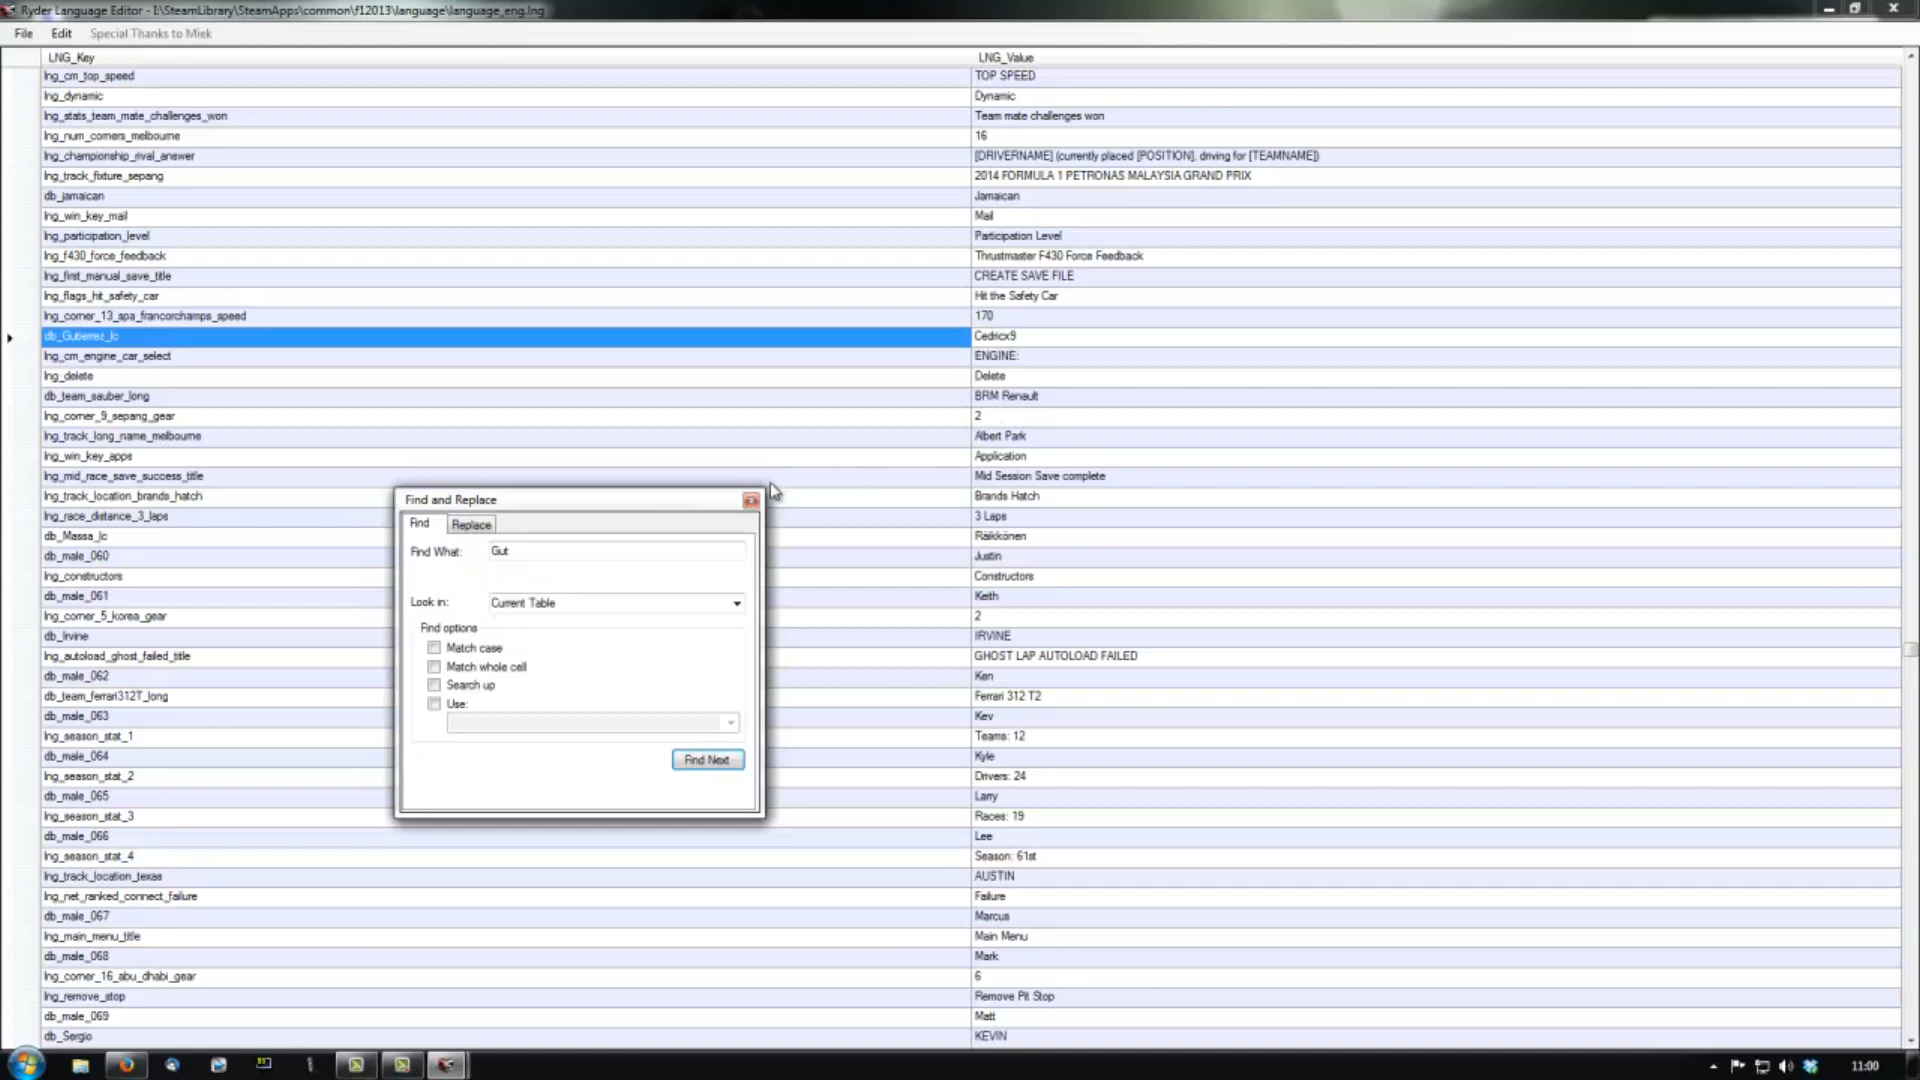 Ryder Language Editor - I:\SteamLibrary\SteamApps\common\f12013\language\language_eng.lng
File Edit Special Thanks to Miek
LNG_Key LNG_Value
lng_cm_top_speed TOP SPEED
lng_dynamic Dynamic
lng_stats_team_mate_challenges_won Team mate challenges won
lng_num_corners_melbourne 16
lng_championship_rival_answer [DRIVERNAME] (currently placed [POSITION], driving for [TEAMNAME])
lng_track_fixture_sepang 2014 FORMULA 1 PETRONAS MALAYSIA GRAND PRIX
db_jamaican Jamaican
lng_win_key_mail Mail
lng_participation_level Participation Level
lng_f430_force_feedback Thrustmaster F430 Force Feedback
lng_first_manual_save_title CREATE SAVE FILE
lng_flags_hit_safety_car Hit the Safety Car
lng_corner_13_spa_francorchamps_speed 170
db_Gutierrez_lc Cedricx9
lng_cm_engine_car_select ENGINE:
lng_delete Delete
db_team_sauber_long BRM Renault
lng_corner_9_sepang_gear 2
lng_track_long_name_melbourne Albert Park
lng_win_key_apps Application
lng_mid_race_save_success_title Mid Session Save complete
lng_track_location_brands_hatch Brands Hatch
lng_race_distance_3_laps 3 Laps
db_Massa_lc Räikkönen
db_male_060 Justin
lng_constructors Constructors
db_male_061 Keith
lng_corner_5_korea_gear 2
db_Irvine IRVINE
lng_autoload_ghost_failed_title GHOST LAP AUTOLOAD FAILED
db_male_062 Ken
db_team_ferrari312T_long Ferrari 312 T2
db_male_063 Kev
lng_season_stat_1 Teams: 12
db_male_064 Kyle
lng_season_stat_2 Drivers: 24
db_male_065 Larry
lng_season_stat_3 Races: 19
db_male_066 Lee
lng_season_stat_4 Season: 61st
lng_track_location_texas AUSTIN
lng_net_ranked_connect_failure Failure
db_male_067 Marcus
lng_main_menu_title Main Menu
db_male_068 Mark
lng_corner_16_abu_dhabi_gear 6
lng_remove_stop Remove Pit Stop
db_male_069 Matt
db_Sergio KEVIN
Find and Replace
Find Replace
Find What: Gut
Look in: Current Table
Find options
Match case
Match whole cell
Search up
Use:
Find Next
11:00